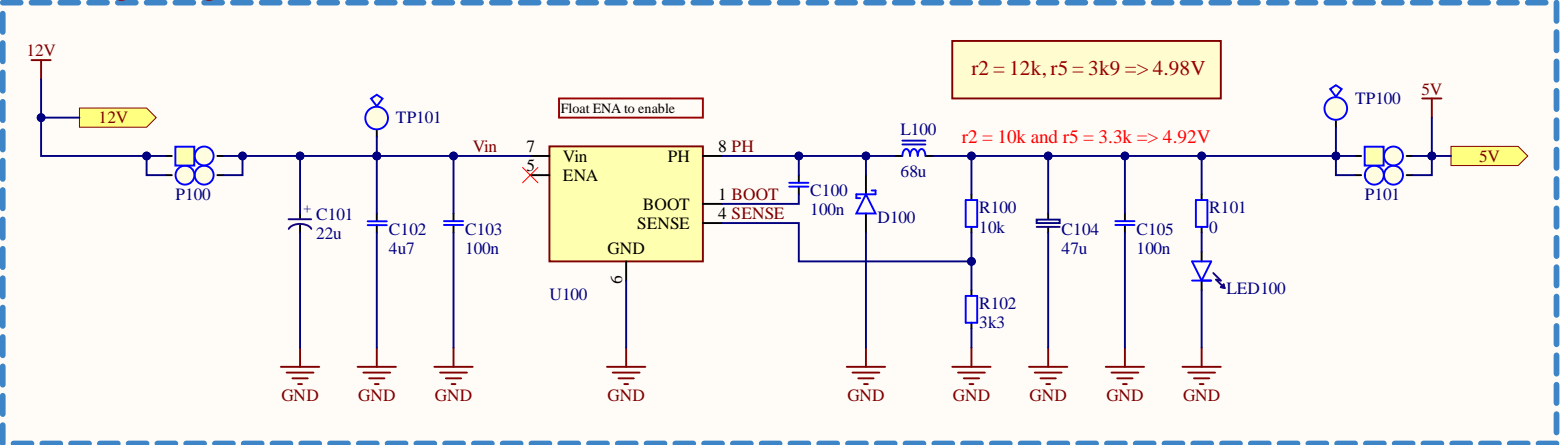 12V
12V
P100
C101
22u
TP101
C102
4u7
C103
100n
Vin
Float ENA to enable
7
5
Vin
ENA
PH
BOOT
SENSE
GND
8 PH
1 BOOT
4 SENSE
6
U100
C100
100n
D100
L100
68u
r2 = 12k, r5 = 3k9 => 4.98V
r2 = 10k and r5 = 3.3k => 4.92V
R100
10k
R102
3k3
C104
47u
C105
100n
R101
0
LED100
TP100
P101
5V
5V
GND
GND
GND
GND
GND
GND
GND
GND
GND